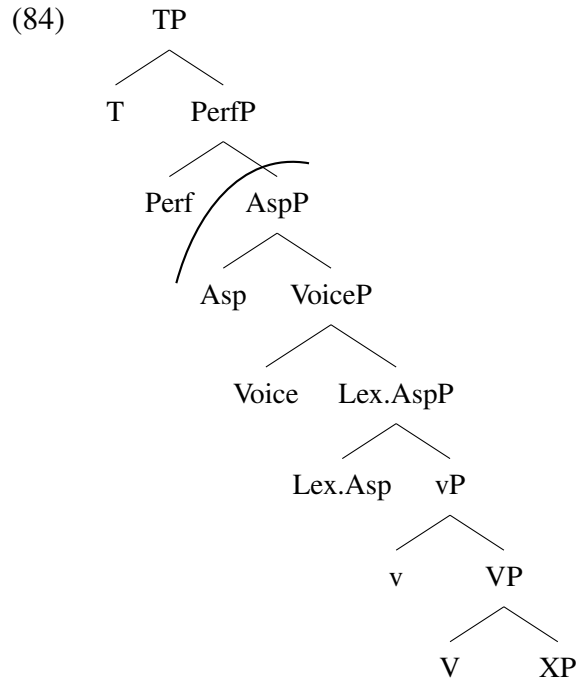 (84) TP
T PerfP
Perf AspP
Asp VoiceP
Voice Lex.AspP
Lex.Asp vP
v VP
V XP